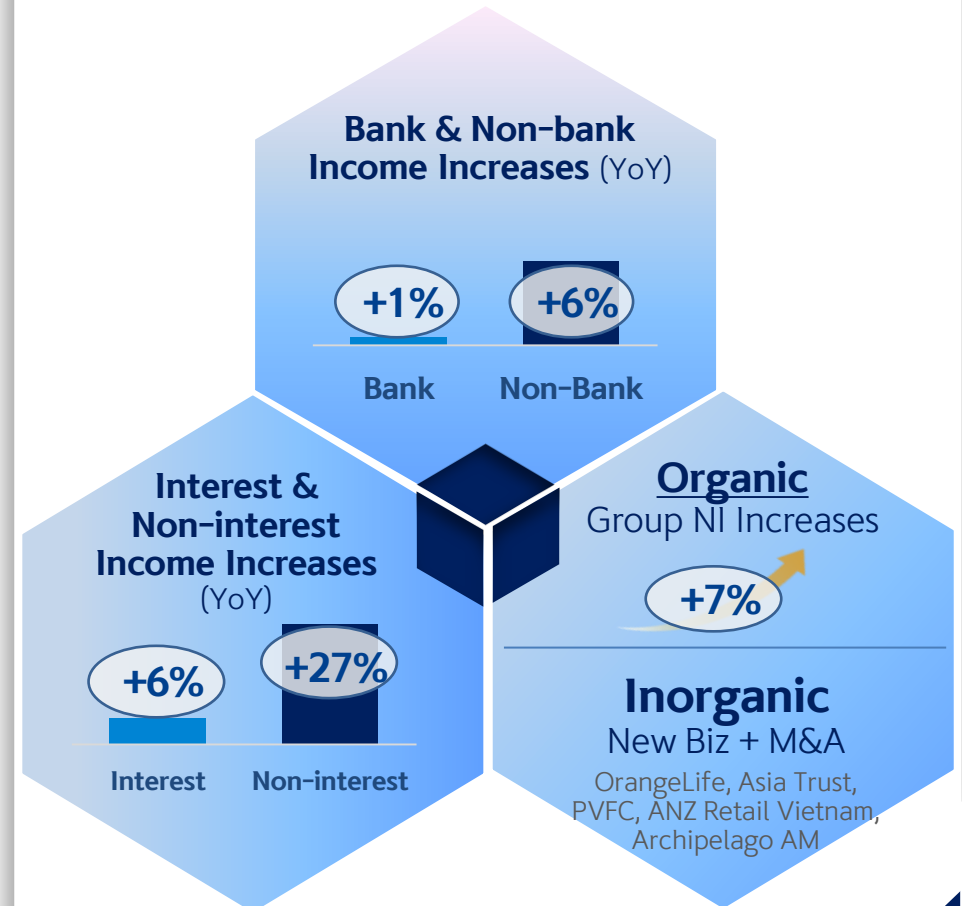 Bank & Non-bank
Income Increases (YoY)
+1%
+6%
Bank
Non-Bank
Interest &
Non-interest
Income Increases
(YoY)
+6%
+27%
Interest
Non-interest
Organic
Group NI Increases
+7%
Inorganic
New Biz + M&A
OrangeLife, Asia Trust,
PVFC, ANZ Retail Vietnam,
Archipelago AM